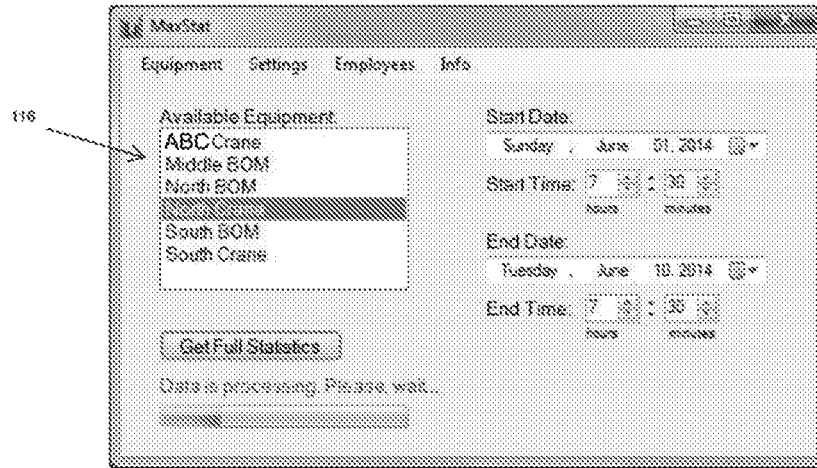 MaxStat
Equipment Settings Employees Info
116
Available Equipment:
ABC Crane
Middle BOM
North BOM
South BOM
South Crane
Get Full Statistics
Data is processing. Please, wait...
Start Date:
Sunday , June 01, 2014
Start Time: 7 : 30
hours minutes
End Date:
Tuesday , June 10, 2014
End Time: 7 : 30
hours minutes